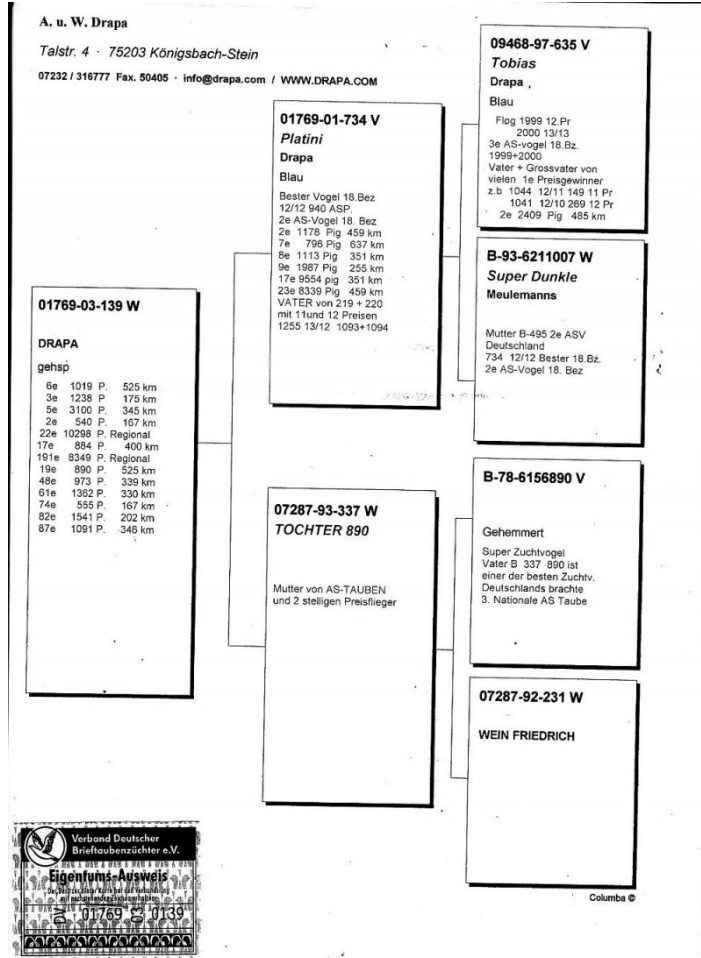 A. u. W. Drapa
Talstr. 4 · 75203 Königsbach-Stein
07232 / 316777 Fax. 50405 · info@drapa.com / WWW.DRAPA.COM
01769-03-139 W
DRAPA
gehsp
6e 1019 P. 525 km
3e 1238 P 175 km
5e 3100 P. 345 km
2e 540 P. 167 km
22e 10298 P. Regional
17e 884 P. 400 km
191e 8349 P. Regional
19e 890 P. 525 km
48e 973 P. 339 km
61e 1362 P. 330 km
74e 555 P. 167 km
82e 1541 P. 202 km
87e 1091 P. 346 km
01769-01-734 V
Platini
Drapa
Blau
Bester Vogel 18.Bez
12/12 940 ASP.
2e AS-Vogel 18. Bez
2e 1178 Pig 459 km
7e 796 Pig 637 km
8e 1113 Pig 351 km
9e 1987 Pig 255 km
17e 9554 pig 351 km
23e 8339 Pig 459 km
VATER von 219 + 220
mit 11und 12 Preisen
1255 13/12 1093+1094
07287-93-337 W
TOCHTER 890
Mutter von AS-TAUBEN
und 2 stelligen Preisflieger
09468-97-635 V
Tobias
Drapa
Blau
Flog 1999 12.Pr
2000 13/13
3e AS-vogel 18.Bz.
1999+2000
Vater + Grossvater von
vielen 1e Preisgewinner
z.b 1044 12/11 149 11 Pr
1041 12/10 269 12 Pr
2e 2409 Pig 485 km
B-93-6211007 W
Super Dunkle
Meulemanns
Mutter B-495 2e ASV
Deutschland
734 12/12 Bester 18.Bz.
2e AS-Vogel 18. Bez
B-78-6156890 V
Gehemmert
Super Zuchtvogel
Vater B 337 890 ist
einer der besten Zuchtv.
Deutschlands brachte
3. Nationale AS Taube
07287-92-231 W
WEIN FRIEDRICH
Verband Deutscher
Brieftaubenzüchter e.V.
Eigentums-Ausweis
DV 01769 03 0139
Columba ©